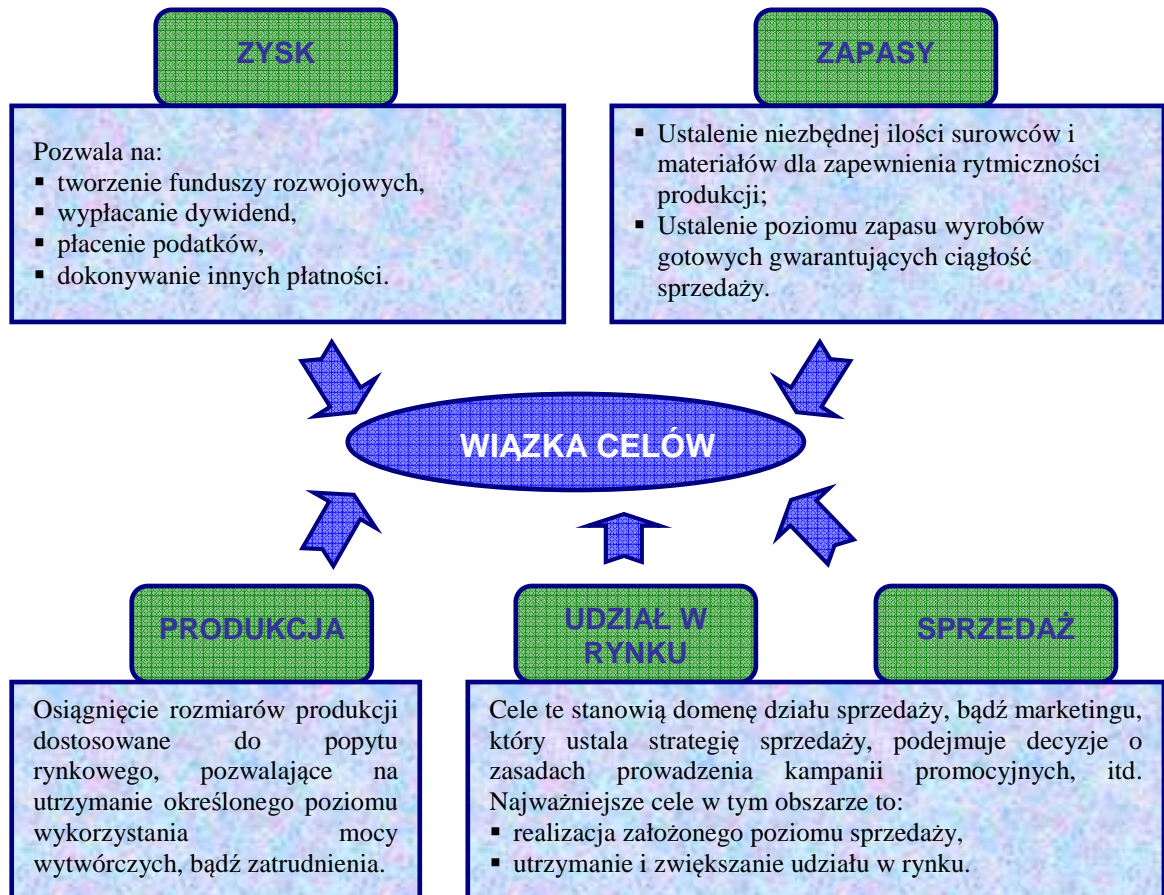 ZYSK
Pozwala na:
▪ tworzenie funduszy rozwojowych,
▪ wypłacanie dywidend,
▪ płacenie podatków,
▪ dokonywanie innych płatności.
ZAPASY
▪ Ustalenie niezbędnej ilości surowców i
materiałów dla zapewnienia rytmiczności
produkcji;
▪ Ustalenie poziomu zapasu wyrobów
gotowych gwarantujących ciągłość
sprzedaży.
WIĄZKA CELÓW
PRODUKCJA
Osiągnięcie rozmiarów produkcji
dostosowane do popytu
rynkowego, pozwalające na
utrzymanie określonego poziomu
wykorzystania mocy
wytwórczych, bądź zatrudnienia.
UDZIAŁ W
RYNKU
SPRZEDAŻ
Cele te stanowią domenę działu sprzedaży, bądź marketingu,
który ustala strategię sprzedaży, podejmuje decyzje o
zasadach prowadzenia kampanii promocyjnych, itd.
Najważniejsze cele w tym obszarze to:
▪ realizacja założonego poziomu sprzedaży,
▪ utrzymanie i zwiększanie udziału w rynku.